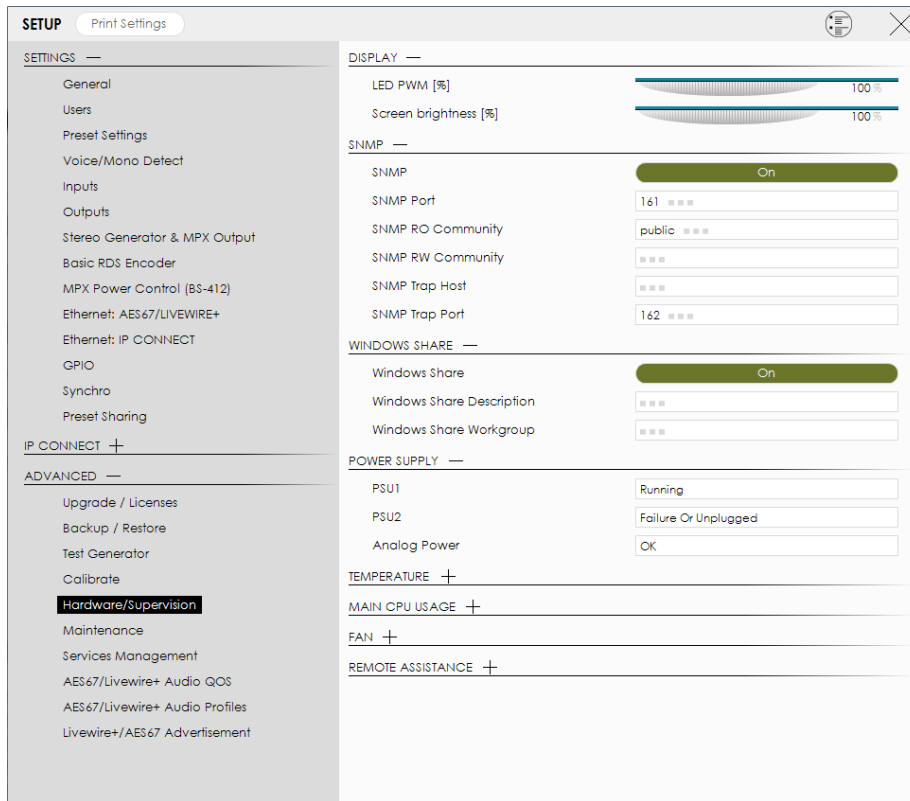 SETUP Print Settings
SETTINGS
General
Users
Preset Settings
Voice/Mono Detect
Inputs
Outputs
Stereo Generator & MPX Output
Basic RDS Encoder
MPX Power Control (BS-412)
Ethernet: AES67/LIVEWIRE+
Ethernet: IP CONNECT
GPIO
Synchro
Preset Sharing
IP CONNECT
ADVANCED
Upgrade / Licenses
Backup / Restore
Test Generator
Calibrate
Hardware/Supervision
Maintenance
Services Management
AES67/Livewire+ Audio QOS
AES67/Livewire+ Audio Profiles
Livewire+/AES67 Advertisement
DISPLAY
LED PWM [%] 100 %
Screen brightness [%] 100 %
SNMP
SNMP On
SNMP Port 161
SNMP RO Community public
SNMP RW Community
SNMP Trap Host
SNMP Trap Port 162
WINDOWS SHARE
Windows Share On
Windows Share Description
Windows Share Workgroup
POWER SUPPLY
PSU1 Running
PSU2 Failure Or Unplugged
Analog Power OK
TEMPERATURE
MAIN CPU USAGE
FAN
REMOTE ASSISTANCE